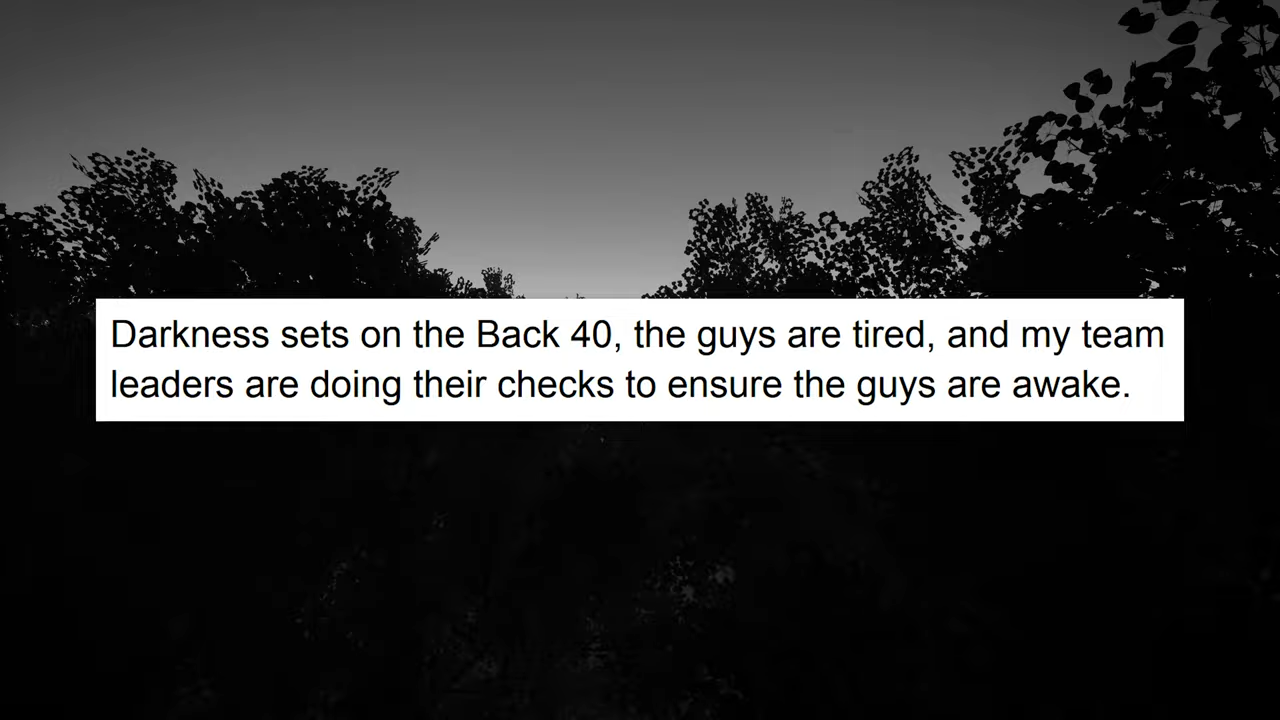 Darkness sets on the Back 40, the guys are tired, and my team
leaders are doing their checks to ensure the guys are awake.